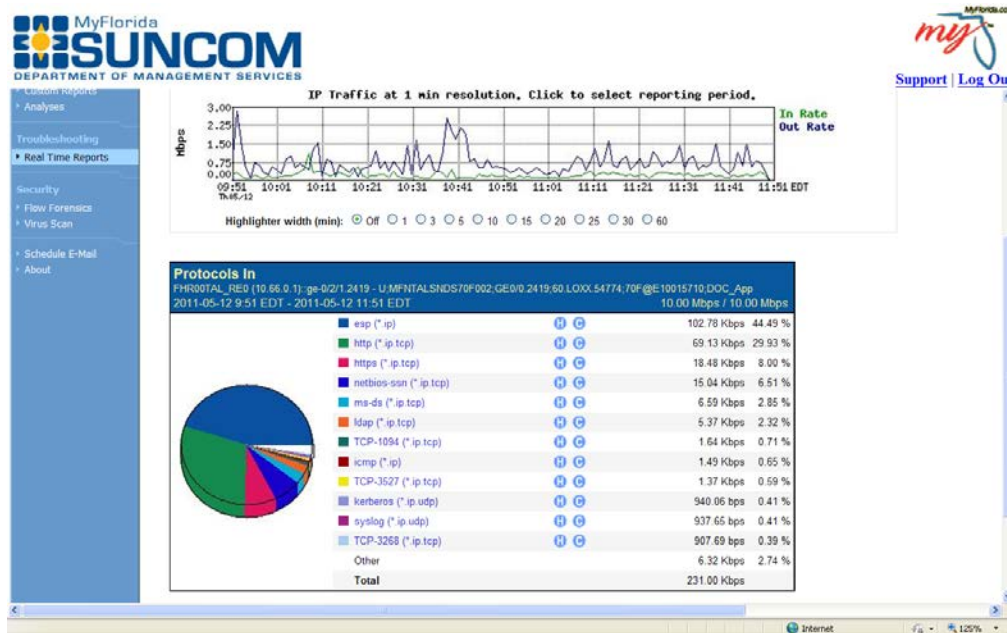 MyFlorida
SUNCOM
DEPARTMENT OF MANAGEMENT SERVICES
MyFlorida.co
my
Support | Log Ou
Custom Reports
Analyses
Troubleshooting
Real Time Reports
Security
Flow Forensics
Virus Scan
Schedule E-Mail
About
IP Traffic at 1 min resolution. Click to select reporting period.
Mbps
3.00
2.25
1.50
0.75
0.00
In Rate
Out Rate
09:51 10:01 10:11 10:21 10:31 10:41 10:51 11:01 11:11 11:21 11:31 11:41 11:51 EDT
Th05/12
Highlighter width (min): Off 1 3 5 10 15 20 25 30 60
Protocols In
FHR00TAL_RE0 (10.66.0.1)::ge-0/2/1.2419 - U;MFNTALSNDS70F002;GE0/0.2419;60.LOXX.54774;70F@E10015710;DOC_App
2011-05-12 9:51 EDT - 2011-05-12 11:51 EDT 10.00 Mbps / 10.00 Mbps
esp (*.ip) H C 102.78 Kbps 44.49 %
http (*.ip.tcp) H C 69.13 Kbps 29.93 %
https (*.ip.tcp) H C 18.48 Kbps 8.00 %
netbios-ssn (*.ip.tcp) H C 15.04 Kbps 6.51 %
ms-ds (*.ip.tcp) H C 6.59 Kbps 2.85 %
ldap (*.ip.tcp) H C 5.37 Kbps 2.32 %
TCP-1094 (*.ip.tcp) H C 1.64 Kbps 0.71 %
icmp (*.ip) H C 1.49 Kbps 0.65 %
TCP-3527 (*.ip.tcp) H C 1.37 Kbps 0.59 %
kerberos (*.ip.udp) H C 940.06 bps 0.41 %
syslog (*.ip.udp) H C 937.65 bps 0.41 %
TCP-3268 (*.ip.tcp) H C 907.69 bps 0.39 %
Other 6.32 Kbps 2.74 %
Total 231.00 Kbps
Internet 125%